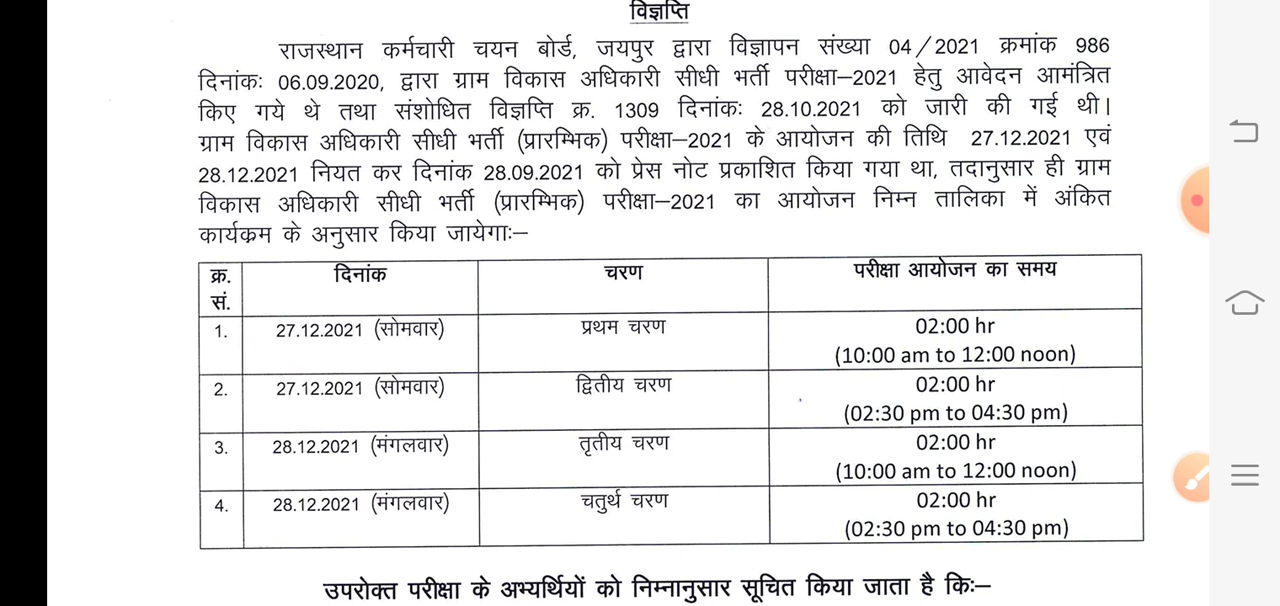 विज्ञप्ति
राजस्थान कर्मचारी चयन बोर्ड, जयपुर द्वारा विज्ञापन संख्या 04/2021 क्रमांक 986
दिनांकः 06.09.2020, द्वारा ग्राम विकास अधिकारी सीधी भर्ती परीक्षा–2021 हेतु आवेदन आमंत्रित
किए गये थे तथा संशोधित विज्ञप्ति क्र. 1309 दिनांकः 28.10.2021 को जारी की गई थी।
ग्राम विकास अधिकारी सीधी भर्ती (प्रारम्भिक) परीक्षा–2021 के आयोजन की तिथि 27.12.2021 एवं
28.12.2021 नियत कर दिनांक 28.09.2021 को प्रेस नोट प्रकाशित किया गया था, तदानुसार ही ग्राम
विकास अधिकारी सीधी भर्ती (प्रारम्भिक) परीक्षा–2021 का आयोजन निम्न तालिका में अंकित
कार्यक्रम के अनुसार किया जायेगाः–
क्र. सं. दिनांक चरण परीक्षा आयोजन का समय
1. 27.12.2021 (सोमवार) प्रथम चरण 02:00 hr
(10:00 am to 12:00 noon)
2. 27.12.2021 (सोमवार) द्वितीय चरण 02:00 hr
(02:30 pm to 04:30 pm)
3. 28.12.2021 (मंगलवार) तृतीय चरण 02:00 hr
(10:00 am to 12:00 noon)
4. 28.12.2021 (मंगलवार) चतुर्थ चरण 02:00 hr
(02:30 pm to 04:30 pm)
उपरोक्त परीक्षा के अभ्यर्थियों को निम्नानुसार सूचित किया जाता है किः–